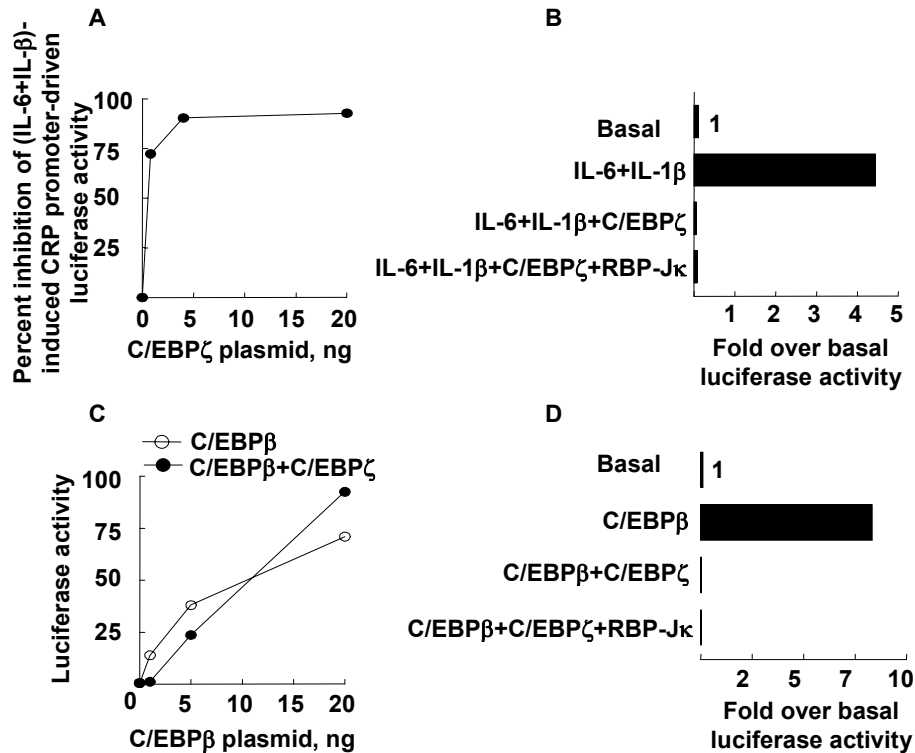 A
Percent inhibition of (IL-6+IL-β)-
induced CRP promoter-driven
luciferase activity
100
75
50
25
0 5 10 15 20
C/EBPζ plasmid, ng
B
Basal
1
IL-6+IL-1β
IL-6+IL-1β+C/EBPζ
IL-6+IL-1β+C/EBPζ+RBP-Jκ
1 2 3 4 5
Fold over basal
luciferase activity
C
C/EBPβ
C/EBPβ+C/EBPζ
Luciferase activity
100
75
50
25
0 5 10 15 20
C/EBPβ plasmid, ng
D
Basal
1
C/EBPβ
C/EBPβ+C/EBPζ
C/EBPβ+C/EBPζ+RBP-Jκ
2 5 7 10
Fold over basal
luciferase activity